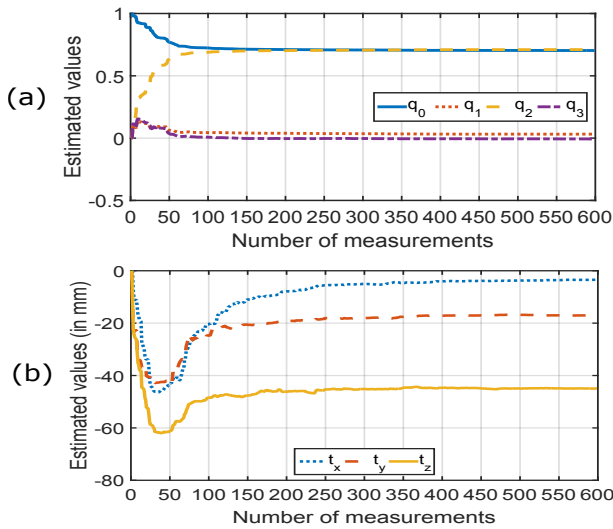 (a)
Estimated values
1
0.5
0
-0.5
q0 q1 q2 q3
0 50 100 150 200 250 300 350 400 450 500 550 600
Number of measurements
(b)
Estimated values (in mm)
0
-20
-40
-60
-80
tx ty tz
0 50 100 150 200 250 300 350 400 450 500 550 600
Number of measurements